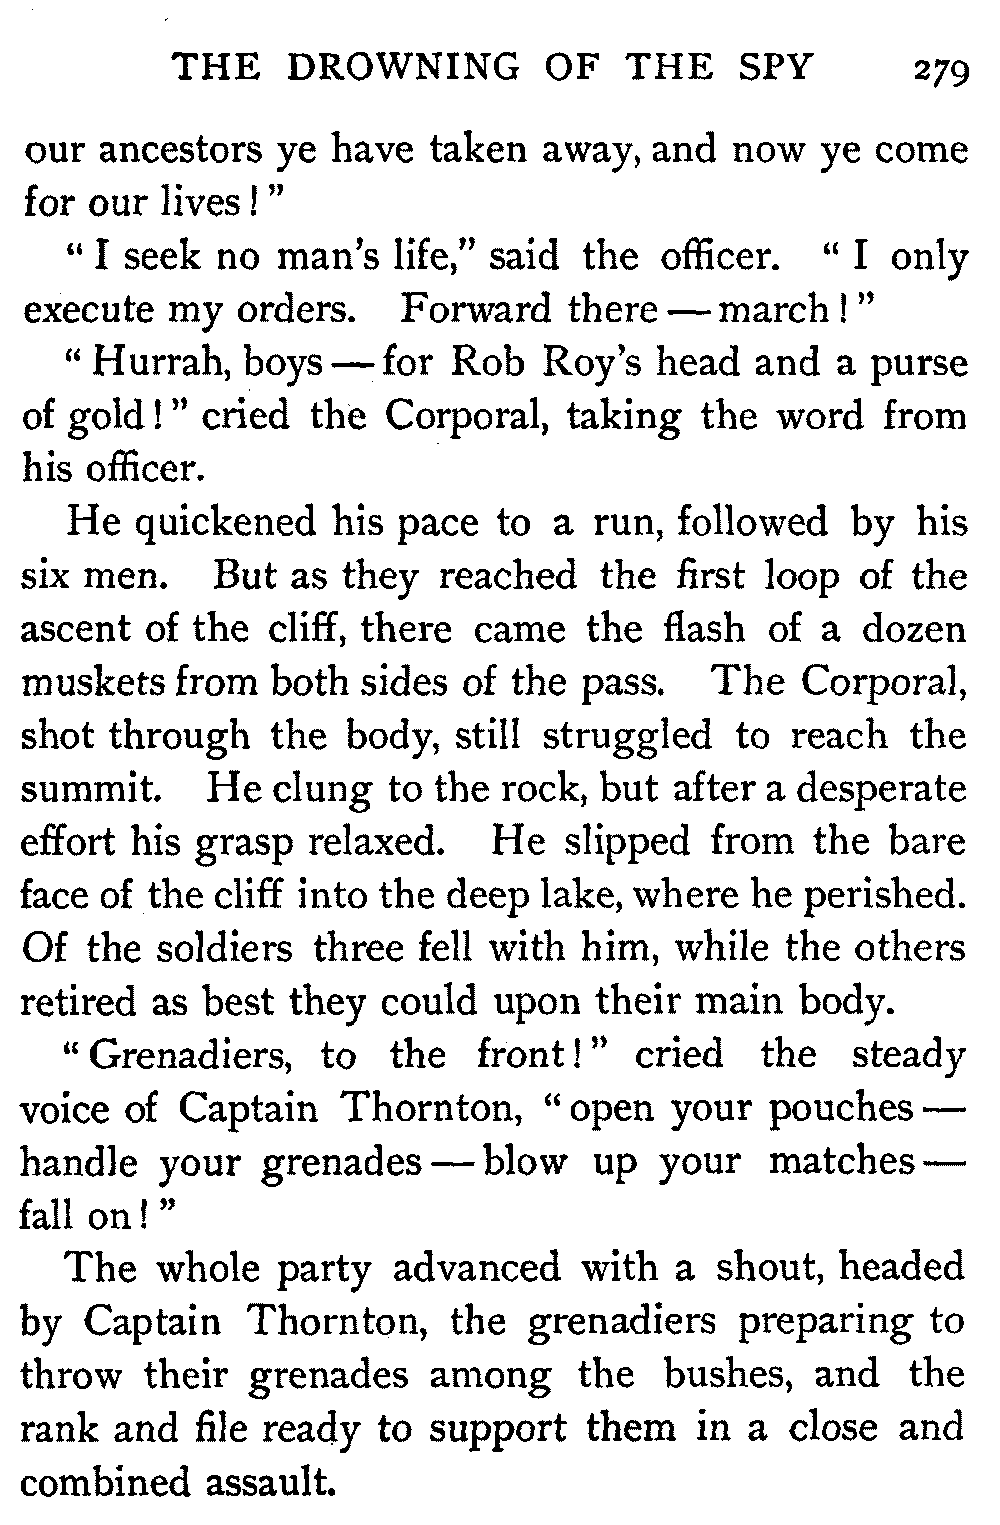 THE DROWNING OF THE SPY 279
our ancestors ye have taken away, and now ye come
for our lives!"
"I seek no man's life," said the officer. "I only
execute my orders. Forward there — march!"
"Hurrah, boys — for Rob Roy's head and a purse
of gold!" cried the Corporal, taking the word from
his officer.
He quickened his pace to a run, followed by his
six men. But as they reached the first loop of the
ascent of the cliff, there came the flash of a dozen
muskets from both sides of the pass. The Corporal,
shot through the body, still struggled to reach the
summit. He clung to the rock, but after a desperate
effort his grasp relaxed. He slipped from the bare
face of the cliff into the deep lake, where he perished.
Of the soldiers three fell with him, while the others
retired as best they could upon their main body.
"Grenadiers, to the front!" cried the steady
voice of Captain Thornton, "open your pouches —
handle your grenades — blow up your matches —
fall on!"
The whole party advanced with a shout, headed
by Captain Thornton, the grenadiers preparing to
throw their grenades among the bushes, and the
rank and file ready to support them in a close and
combined assault.